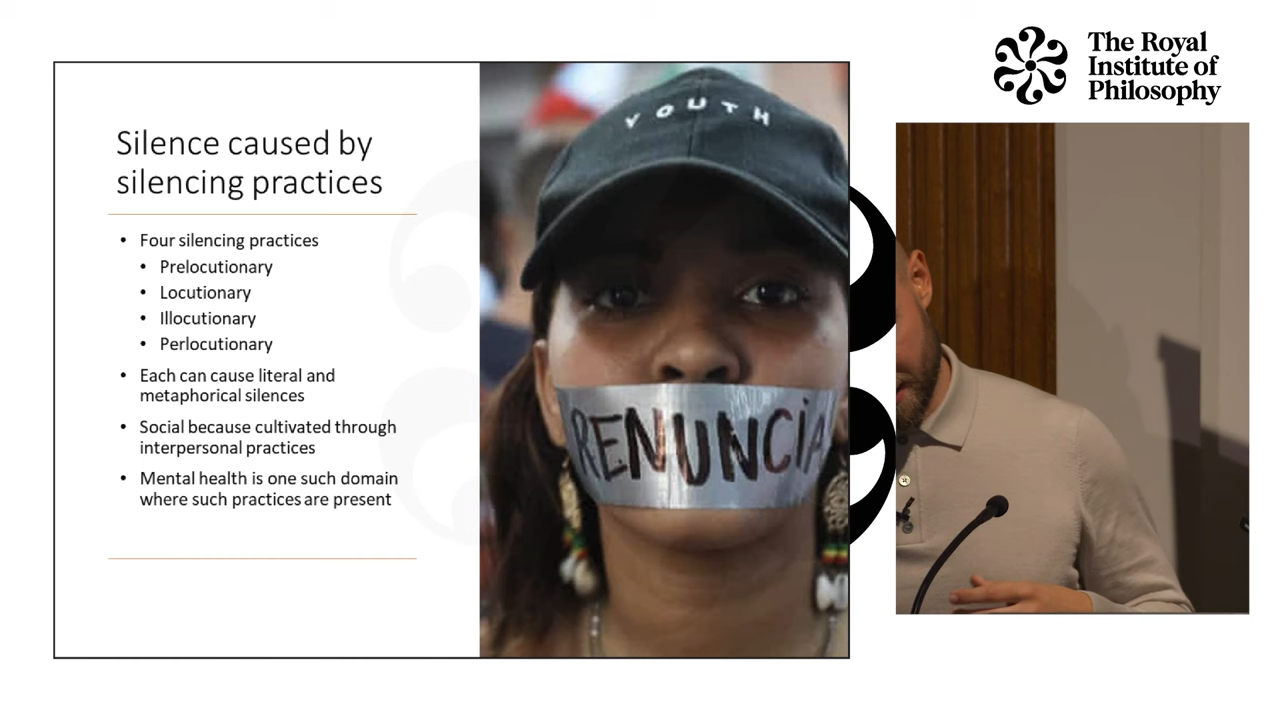 The Royal
Institute of
Philosophy
Silence caused by
silencing practices
• Four silencing practices
• Prelocutionary
• Locutionary
• Illocutionary
• Perlocutionary
• Each can cause literal and
metaphorical silences
• Social because cultivated through
interpersonal practices
• Mental health is one such domain
where such practices are present
YOUTH
RENUNCIA